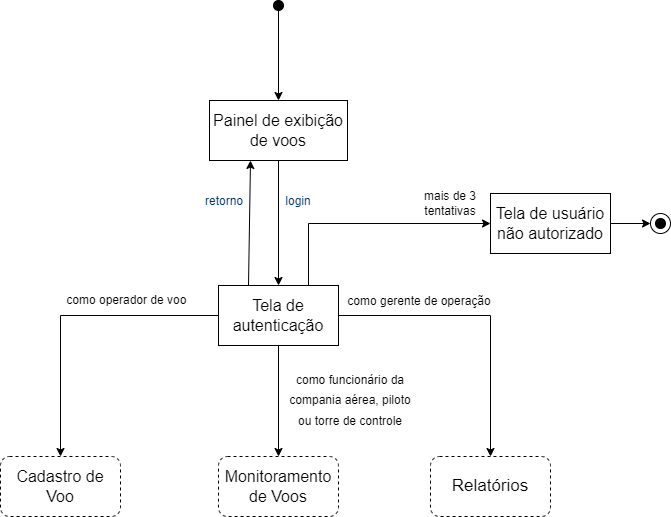 Painel de exibição
de voos
retorno
login
mais de 3
tentativas
Tela de usuário
não autorizado
como operador de voo
Tela de
autenticação
como gerente de operação
como funcionário da
compania aérea, piloto
ou torre de controle
Cadastro de
Voo
Monitoramento
de Voos
Relatórios